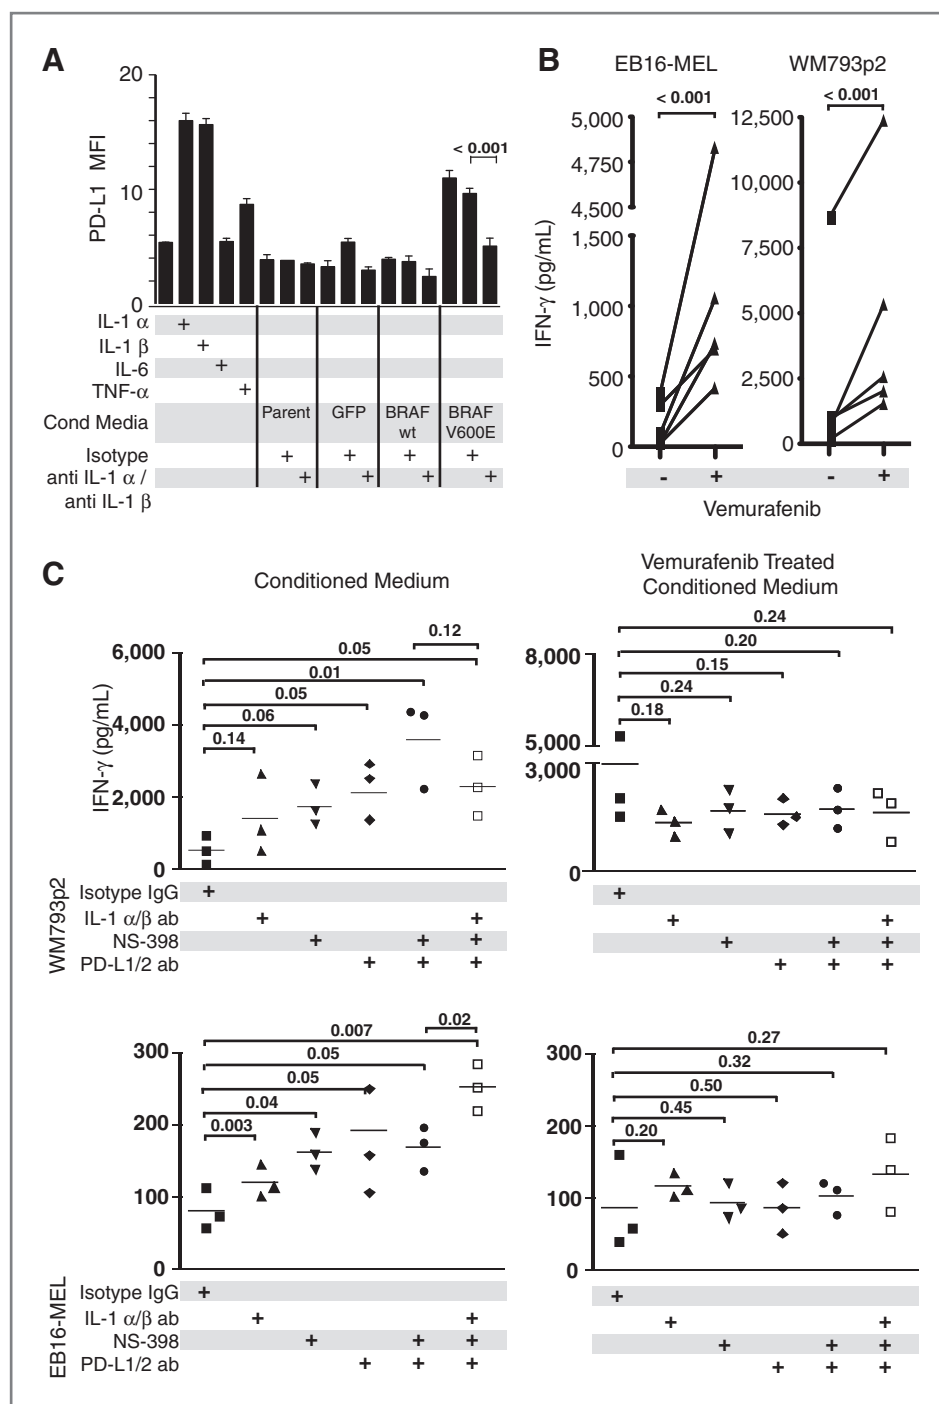 A
20
10
0
PD-L1 MFI
< 0.001
IL-1 α
+
IL-1 β
+
IL-6
+
TNF-α
+
Cond Media
Parent
GFP
BRAF wt
BRAF V600E
Isotype
+ + + +
anti IL-1 α /
+ + + +
anti IL-1 β
B
EB16-MEL
WM793p2
< 0.001
< 0.001
5,000
4,750
4,500
1,500
1,000
500
0
IFN-γ (pg/mL)
12,500
10,000
7,500
5,000
2,500
0
- + - +
Vemurafenib
C
Conditioned Medium
Vemurafenib Treated
Conditioned Medium
0.12
0.05
0.01
0.05
0.06
0.14
6,000
4,000
2,000
0
IFN-γ (pg/mL)
0.24
0.20
0.15
0.24
0.18
8,000
5,000
3,000
0
WM793p2
Isotype IgG + +
IL-1 α/β ab + + + +
NS-398 + + + + + +
PD-L1/2 ab + + + + + +
0.02
0.007
0.05
0.05
0.04
0.003
300
200
100
0
0.27
0.32
0.50
0.45
0.20
300
200
100
0
EB16-MEL
Isotype IgG + +
IL-1 α/β ab + + + +
NS-398 + + + + + +
PD-L1/2 ab + + + + + +